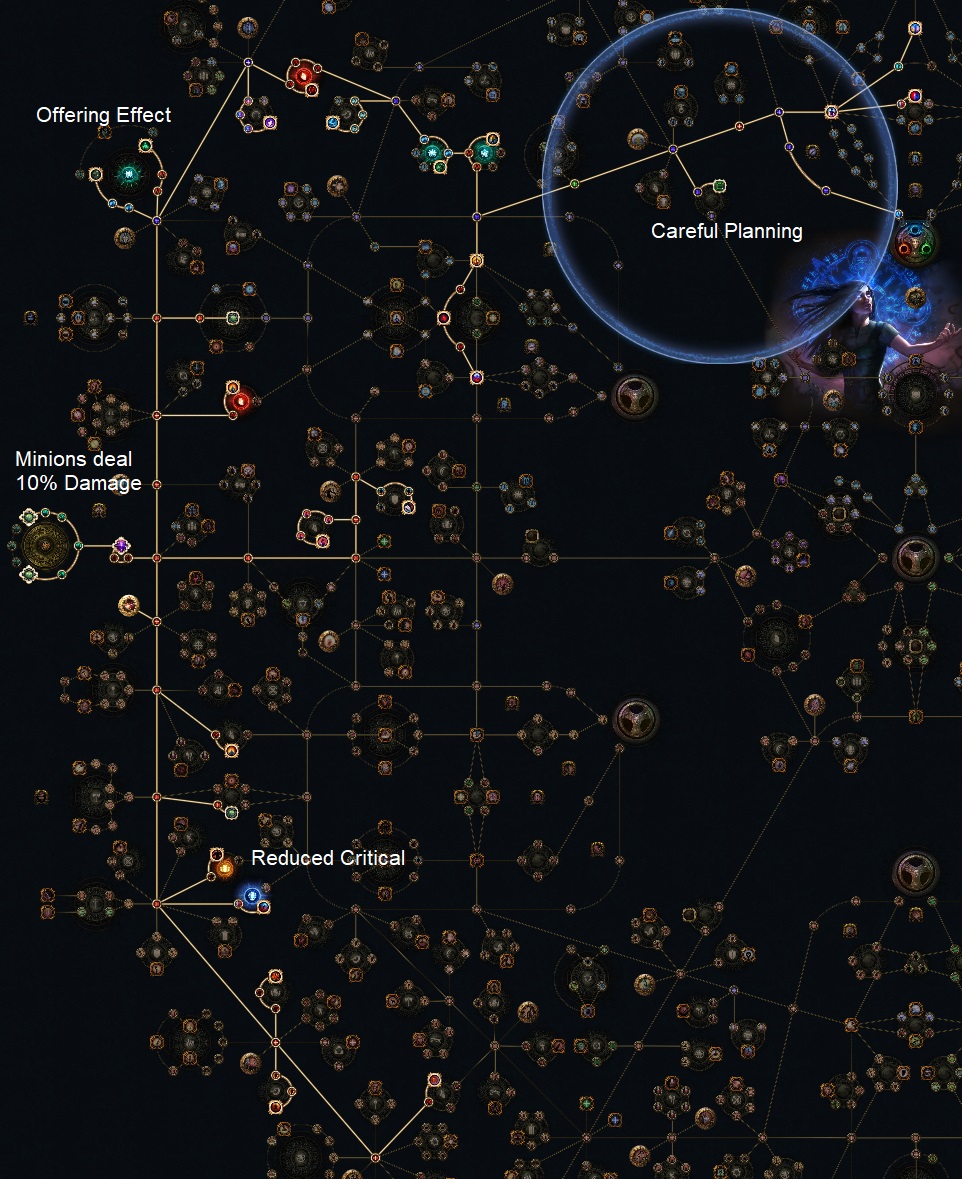 Offering Effect
Careful Planning
Minions deal
10% Damage
Reduced Critical